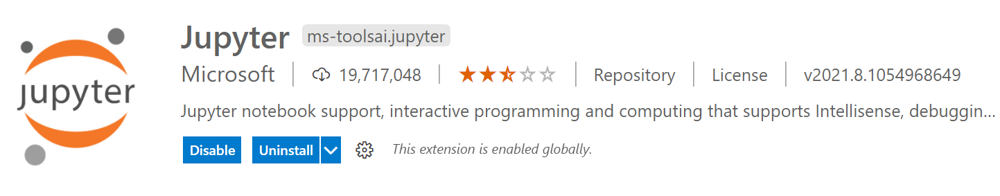 Jupyter ms-toolsai.jupyter
Microsoft 19,717,048 Repository License v2021.8.1054968649
jupyter
Jupyter notebook support, interactive programming and computing that supports Intellisense, debuggin...
Disable Uninstall This extension is enabled globally.